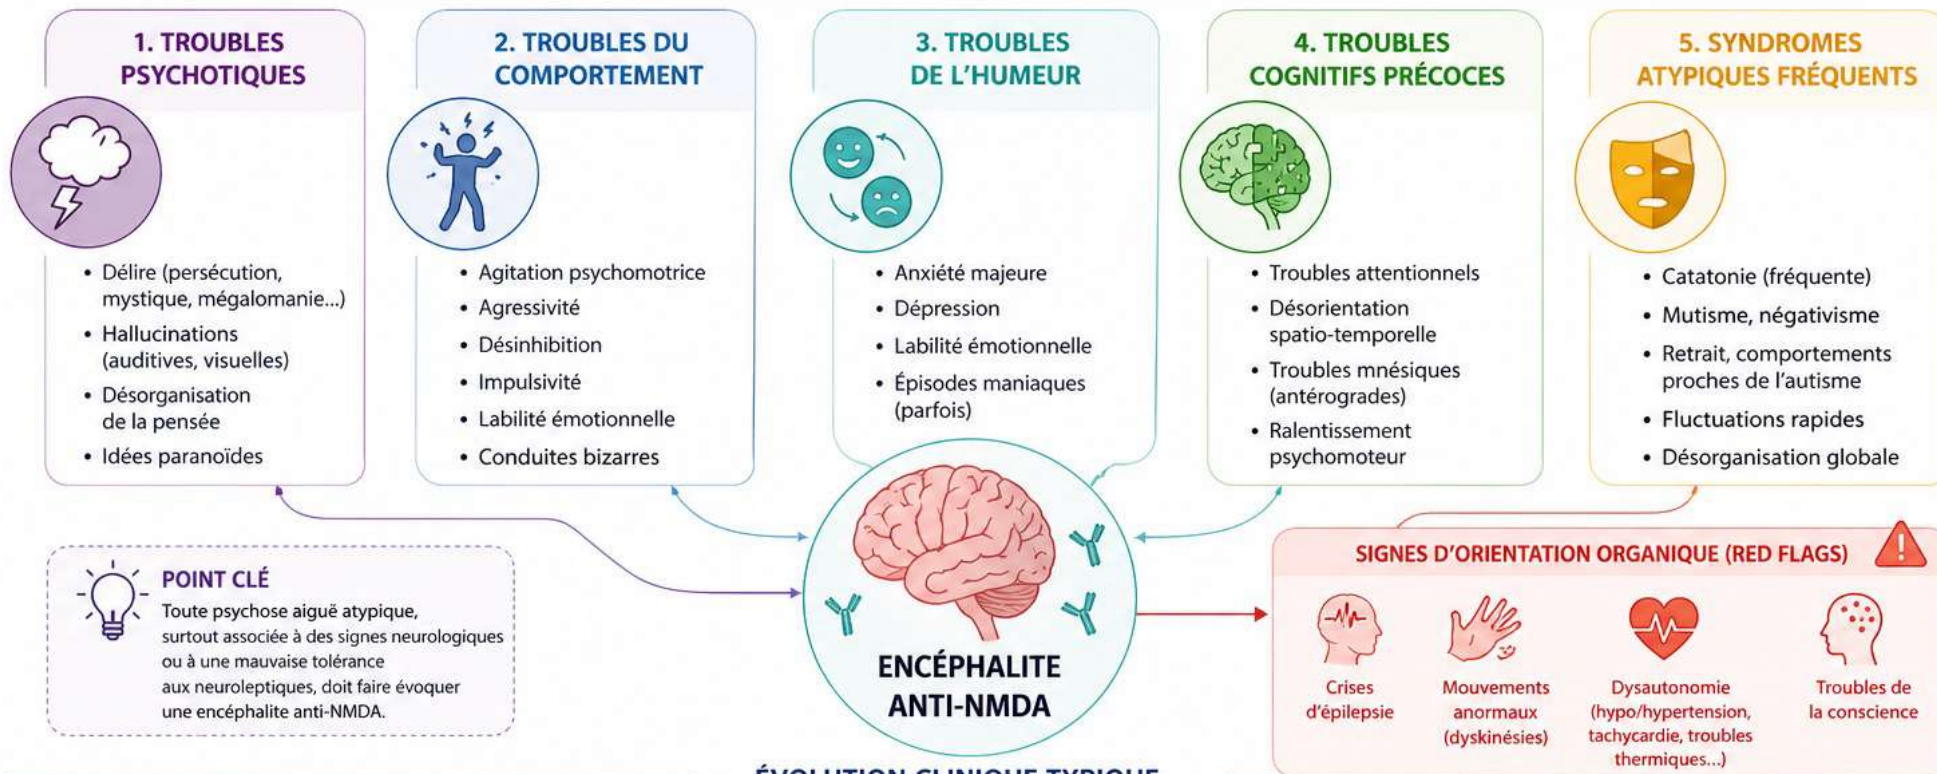 1. TROUBLES
PSYCHOTIQUES
• Délire (persécution,
mystique, mégalomanie...)
• Hallucinations
(auditives, visuelles)
• Désorganisation
de la pensée
• Idées paranoïdes
2. TROUBLES DU
COMPORTEMENT
• Agitation psychomotrice
• Agressivité
• Désinhibition
• Impulsivité
• Labilité émotionnelle
• Conduites bizarres
3. TROUBLES
DE L'HUMEUR
• Anxiété majeure
• Dépression
• Labilité émotionnelle
• Épisodes maniaques
(parfois)
4. TROUBLES
COGNITIFS PRÉCOCES
• Troubles attentionnels
• Désorientation
spatio-temporelle
• Troubles mnésiques
(antérogrades)
• Ralentissement
psychomoteur
5. SYNDROMES
ATYPIQUES FRÉQUENTS
• Catatonie (fréquente)
• Mutisme, négativisme
• Retrait, comportements
proches de l'autisme
• Fluctuations rapides
• Désorganisation globale
POINT CLÉ
Toute psychose aiguë atypique,
surtout associée à des signes neurologiques
ou à une mauvaise tolérance
aux neuroleptiques, doit faire évoquer
une encéphalite anti-NMDA.
ENCÉPHALITE
ANTI-NMDA
SIGNES D'ORIENTATION ORGANIQUE (RED FLAGS)
Crises
d'épilepsie
Mouvements
anormaux
(dyskinésies)
Dysautonomie
(hypo/hypertension,
tachycardie, troubles
thermiques...)
Troubles de
la conscience
ÉVOLUTION CLINIQUE TYPIQUE